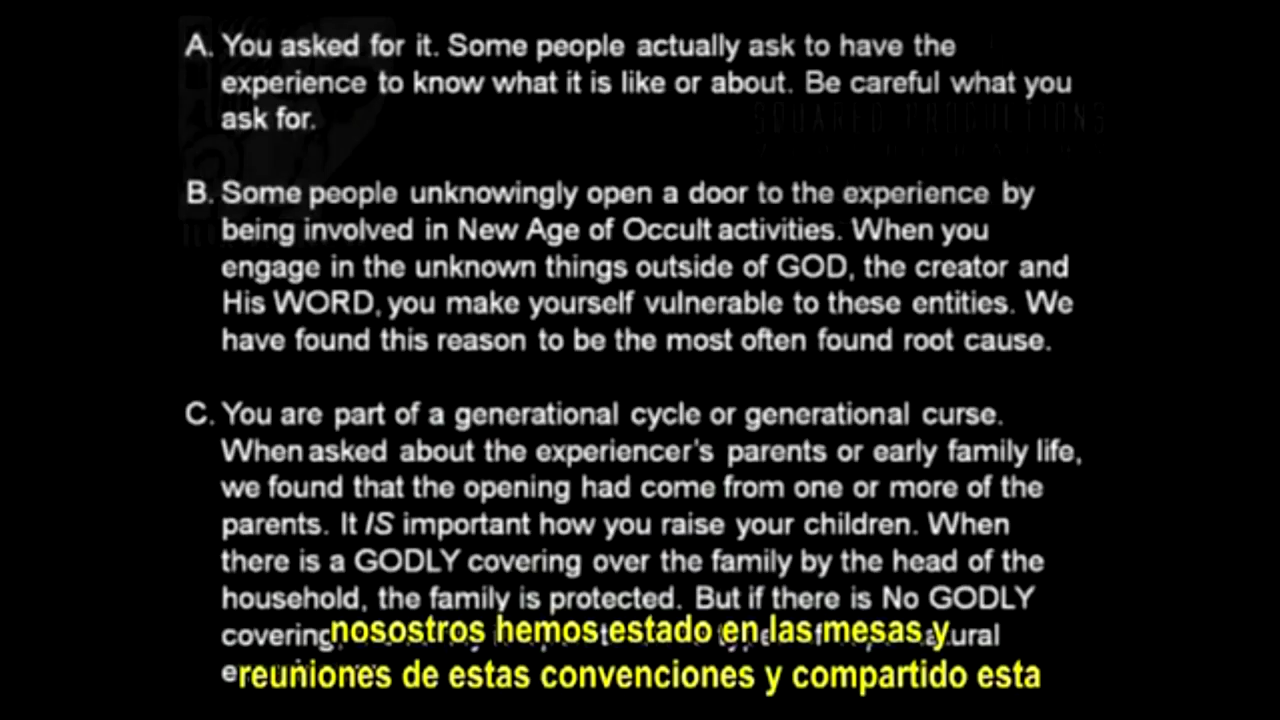 A. You asked for it. Some people actually ask to have the
experience to know what it is like or about. Be careful what you
ask for.
SQUARED PRODUCTIONS
B. Some people unknowingly open a door to the experience by
being involved in New Age of Occult activities. When you
engage in the unknown things outside of GOD, the creator and
His WORD, you make yourself vulnerable to these entities. We
have found this reason to be the most often found root cause.
C. You are part of a generational cycle or generational curse.
When asked about the experiencer's parents or early family life,
we found that the opening had come from one or more of the
parents. It IS important how you raise your children. When
there is a GODLY covering over the family by the head of the
household, the family is protected. But if there is No GODLY
covering
nosostros hemos estado en las mesas y
reuniones de estas convenciones y compartido esta